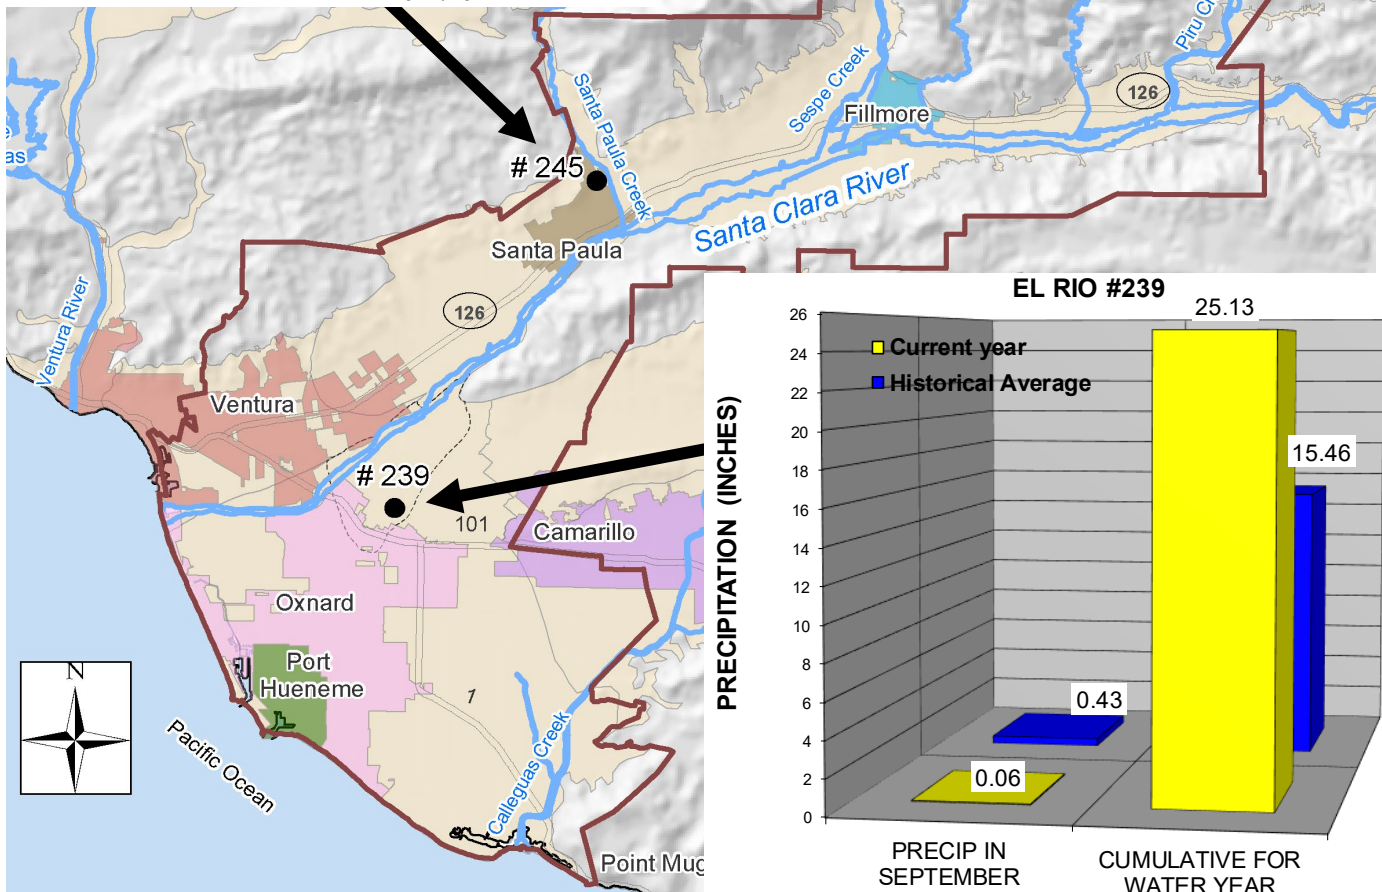 Piru
126
Sespe Creek
Fillmore
Santa Paula Creek
# 245
as
Santa Clara River
Santa Paula
126
Ventura River
Ventura
# 239
101
Camarillo
Oxnard
Port
Hueneme
N
1
Pacific Ocean
Calleguas Creek
Point Mug
EL RIO #239
25.13
Current year
Historical Average
15.46
PRECIPITATION (INCHES)
26
24
22
20
18
16
14
12
10
8
6
4
2
0
0.43
0.06
PRECIP IN
SEPTEMBER
CUMULATIVE FOR
WATER YEAR